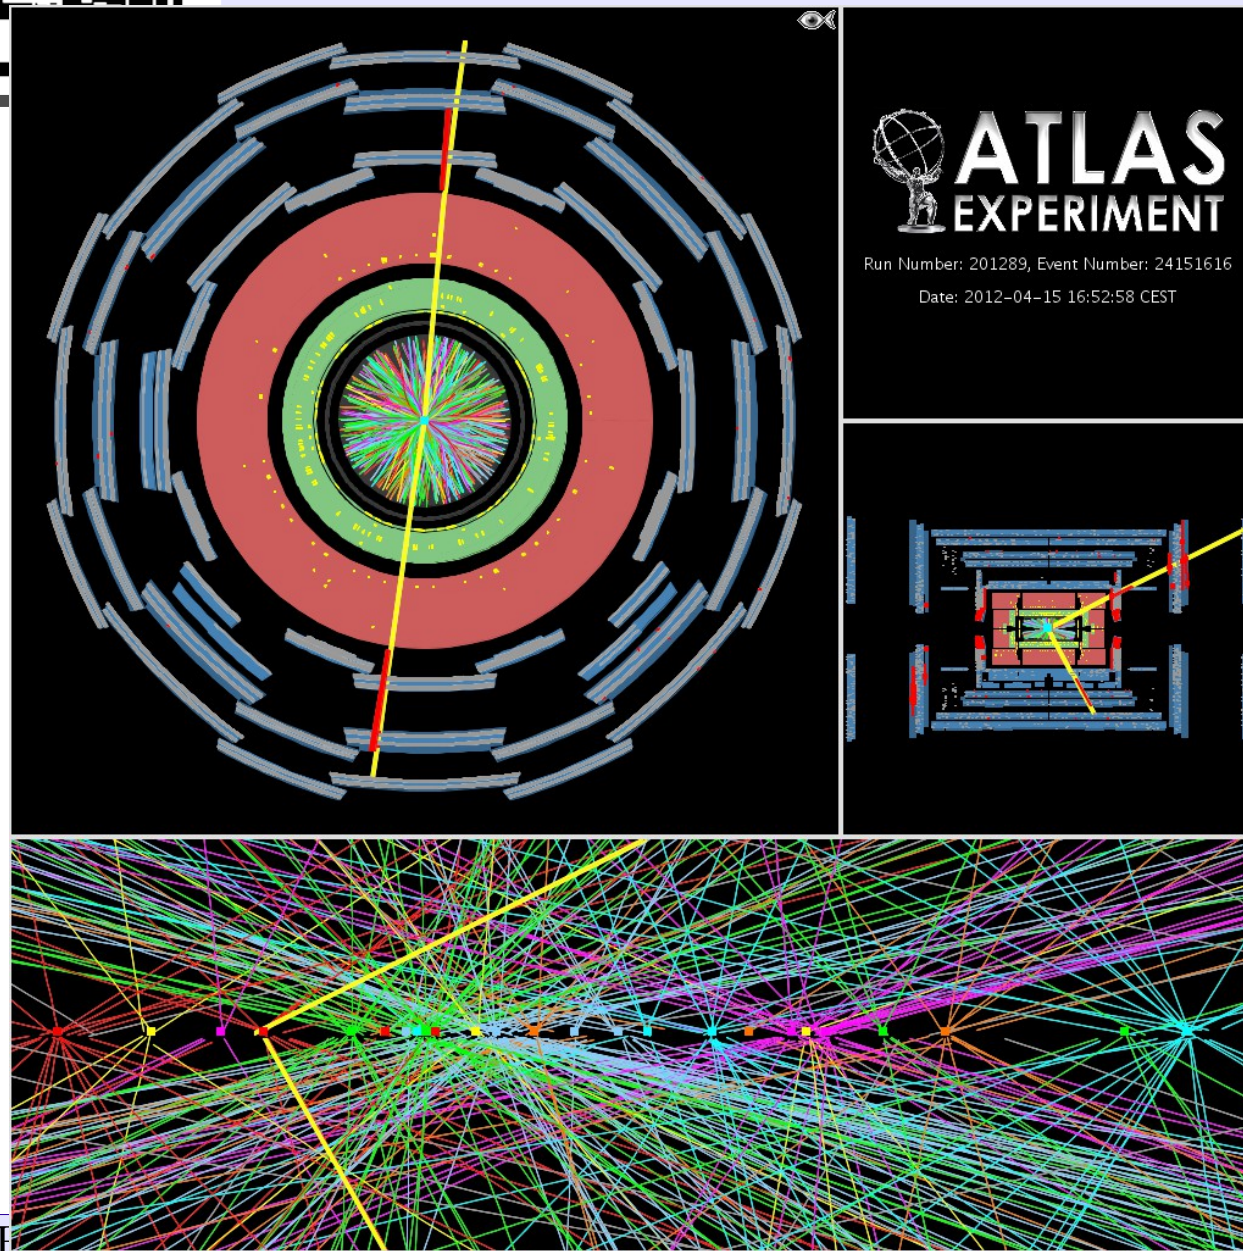 ATLAS
EXPERIMENT
Run Number: 201289, Event Number: 24151616
Date: 2012-04-15 16:52:58 CEST